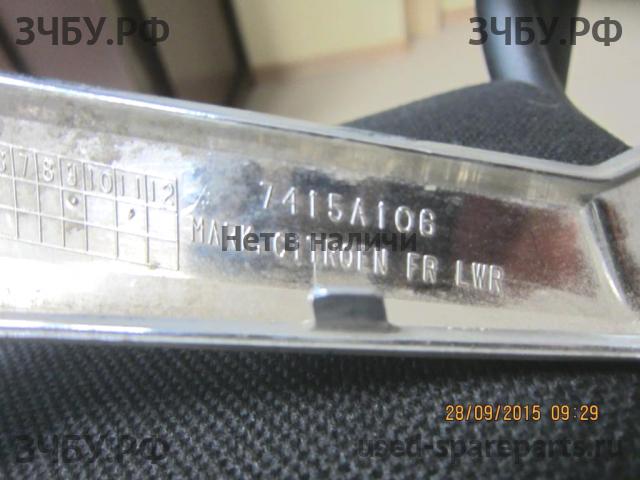 ЗЧБУ.РФ ЗЧБУ.РФ
7 8 9 10 11 12
7415A106
MARK, CITROEN FR LWR
Нет в наличи
28/09/2015 09:29
ЗЧБУ.РФ used-spareparts.ru